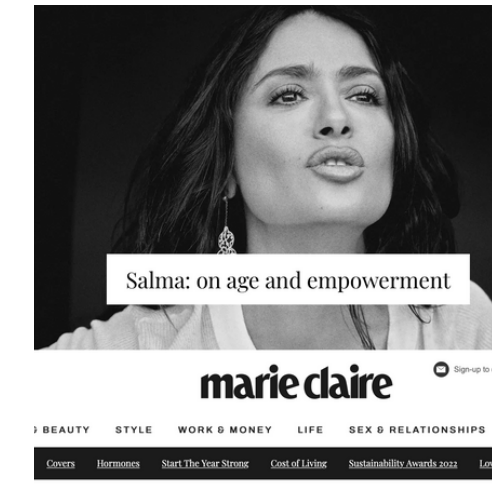 Salma: on age and empowerment
marie claire
Sign-up to
& BEAUTY STYLE WORK & MONEY LIFE SEX & RELATIONSHIPS
Covers Hormones Start The Year Strong Cost of Living Sustainability Awards 2022